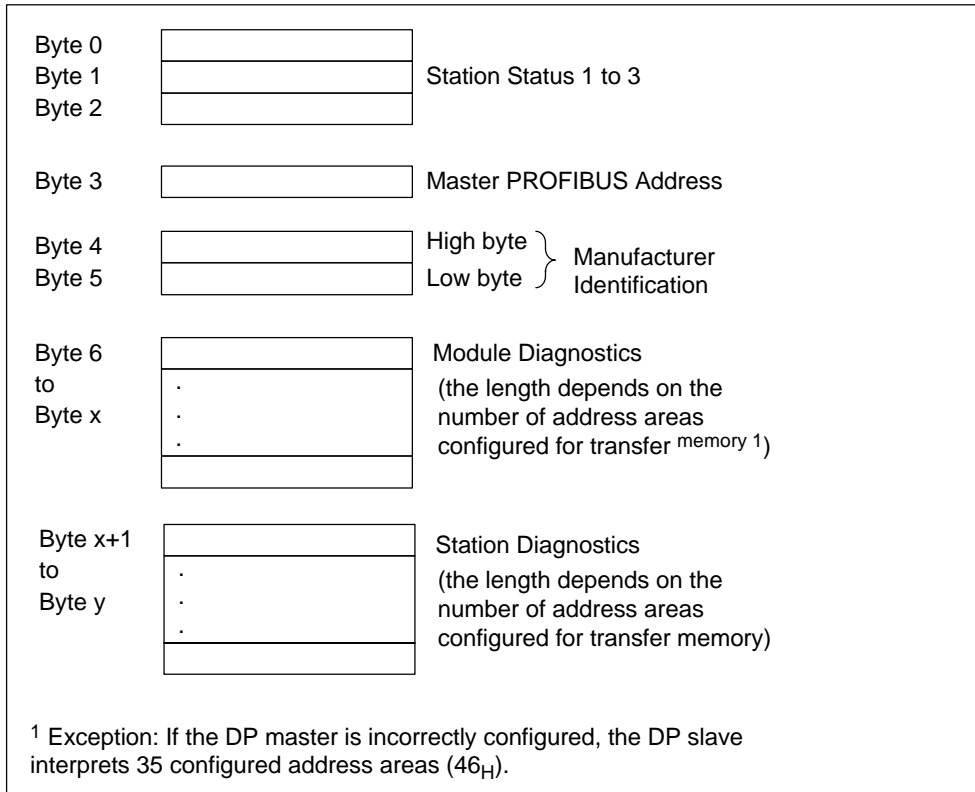 Byte 0
Byte 1
Byte 2
Station Status 1 to 3
Byte 3
Master PROFIBUS Address
Byte 4
Byte 5
High byte
Low byte
Manufacturer
Identification
Byte 6
to
Byte x
Module Diagnostics
(the length depends on the
number of address areas
configured for transfer memory 1)
Byte x+1
to
Byte y
Station Diagnostics
(the length depends on the
number of address areas
configured for transfer memory)
1 Exception: If the DP master is incorrectly configured, the DP slave
interprets 35 configured address areas (46H).